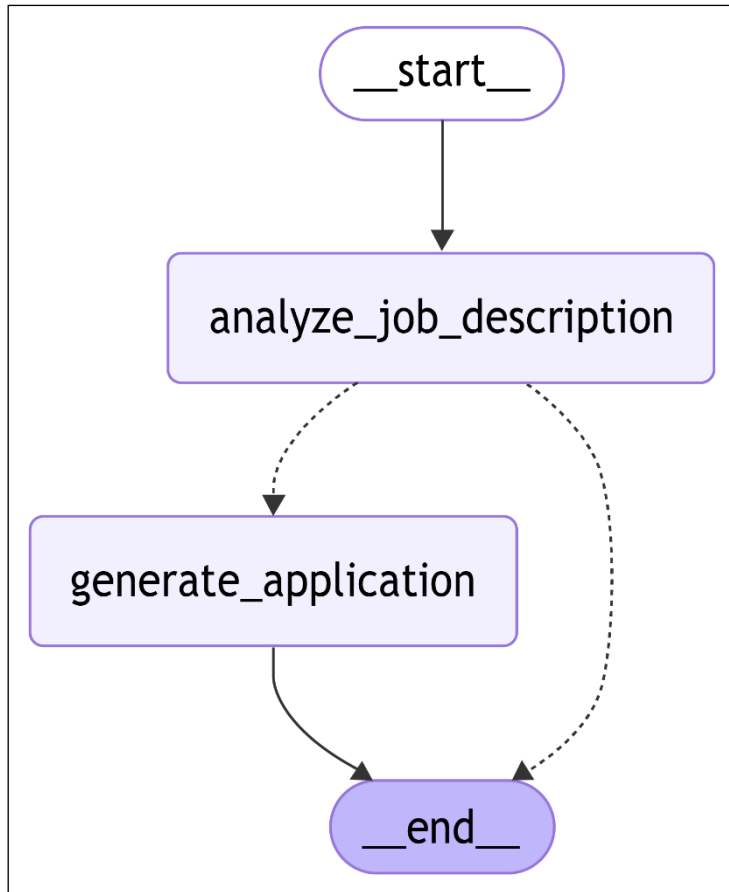 __start__
analyze_job_description
generate_application
__end__